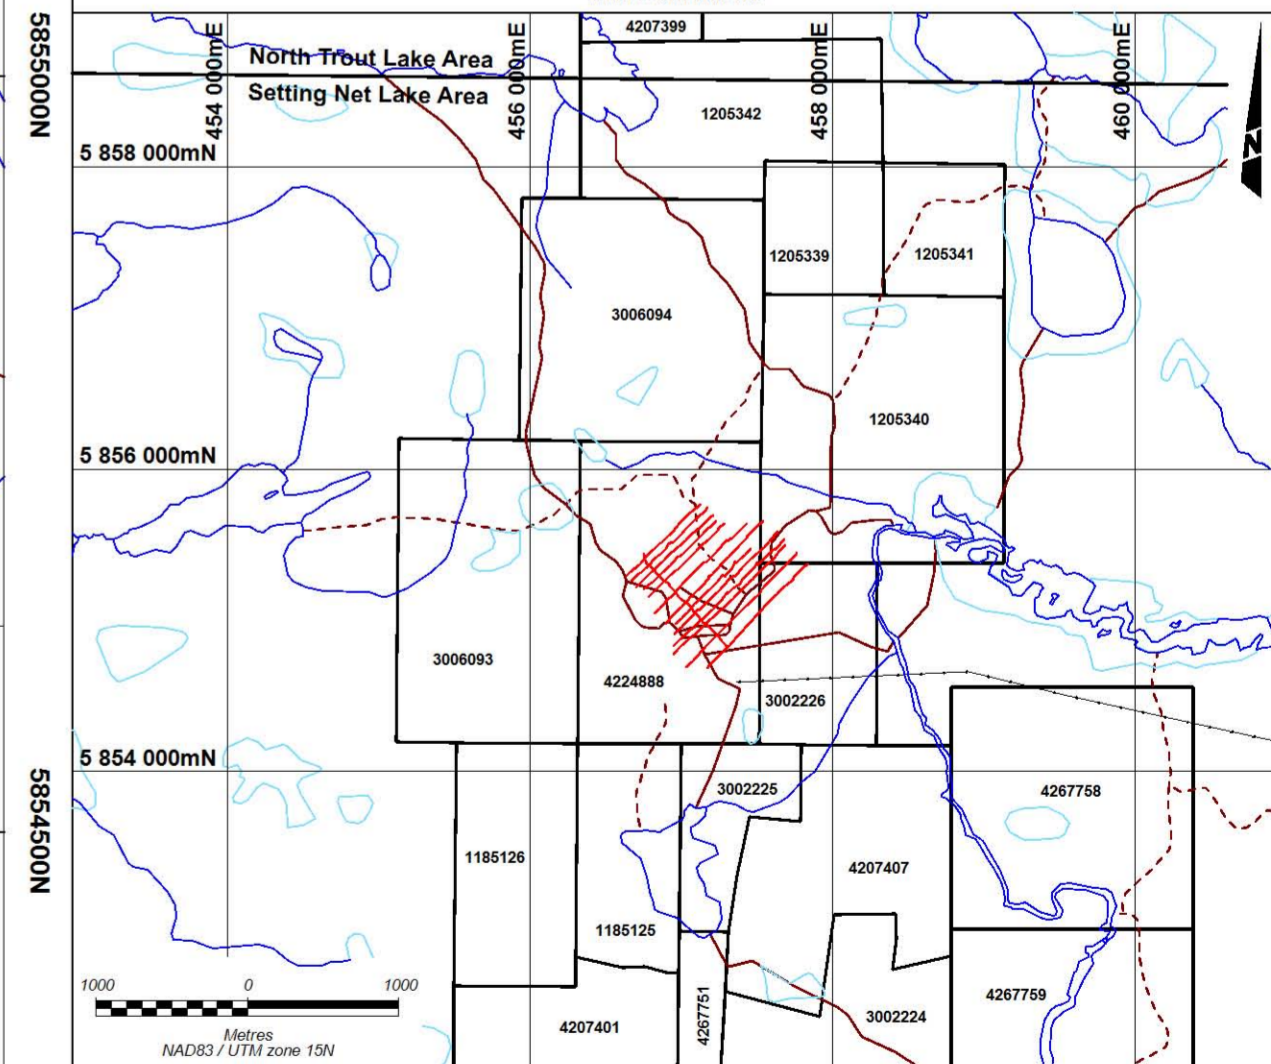 4207399
5855000N
454 000mE
456 000mE
458 000mE
460 000mE
North Trout Lake Area
Setting Net Lake Area
1205342
N
5 858 000mN
1205339
1205341
3006094
1205340
5 856 000mN
3006093
4224888
3002226
5 854 000mN
5854500N
3002225
4267758
1185126
4207407
1185125
4267759
4267751
3002224
4207401
1000 0 1000
Metres
NAD83 / UTM zone 15N